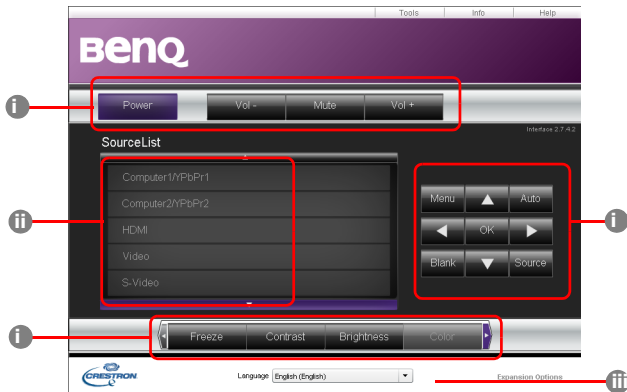 Tools Info Help
BenQ
i Power Vol - Mute Vol +
Interface 2.7.4.2
SourceList
Computer1/YPbPr1
Computer2/YPbPr2
HDMI
Video
S-Video
ii
Menu Auto
OK
Blank Source
i
i Freeze Contrast Brightness Color
CRESTRON Language English (English) Expansion Options iii